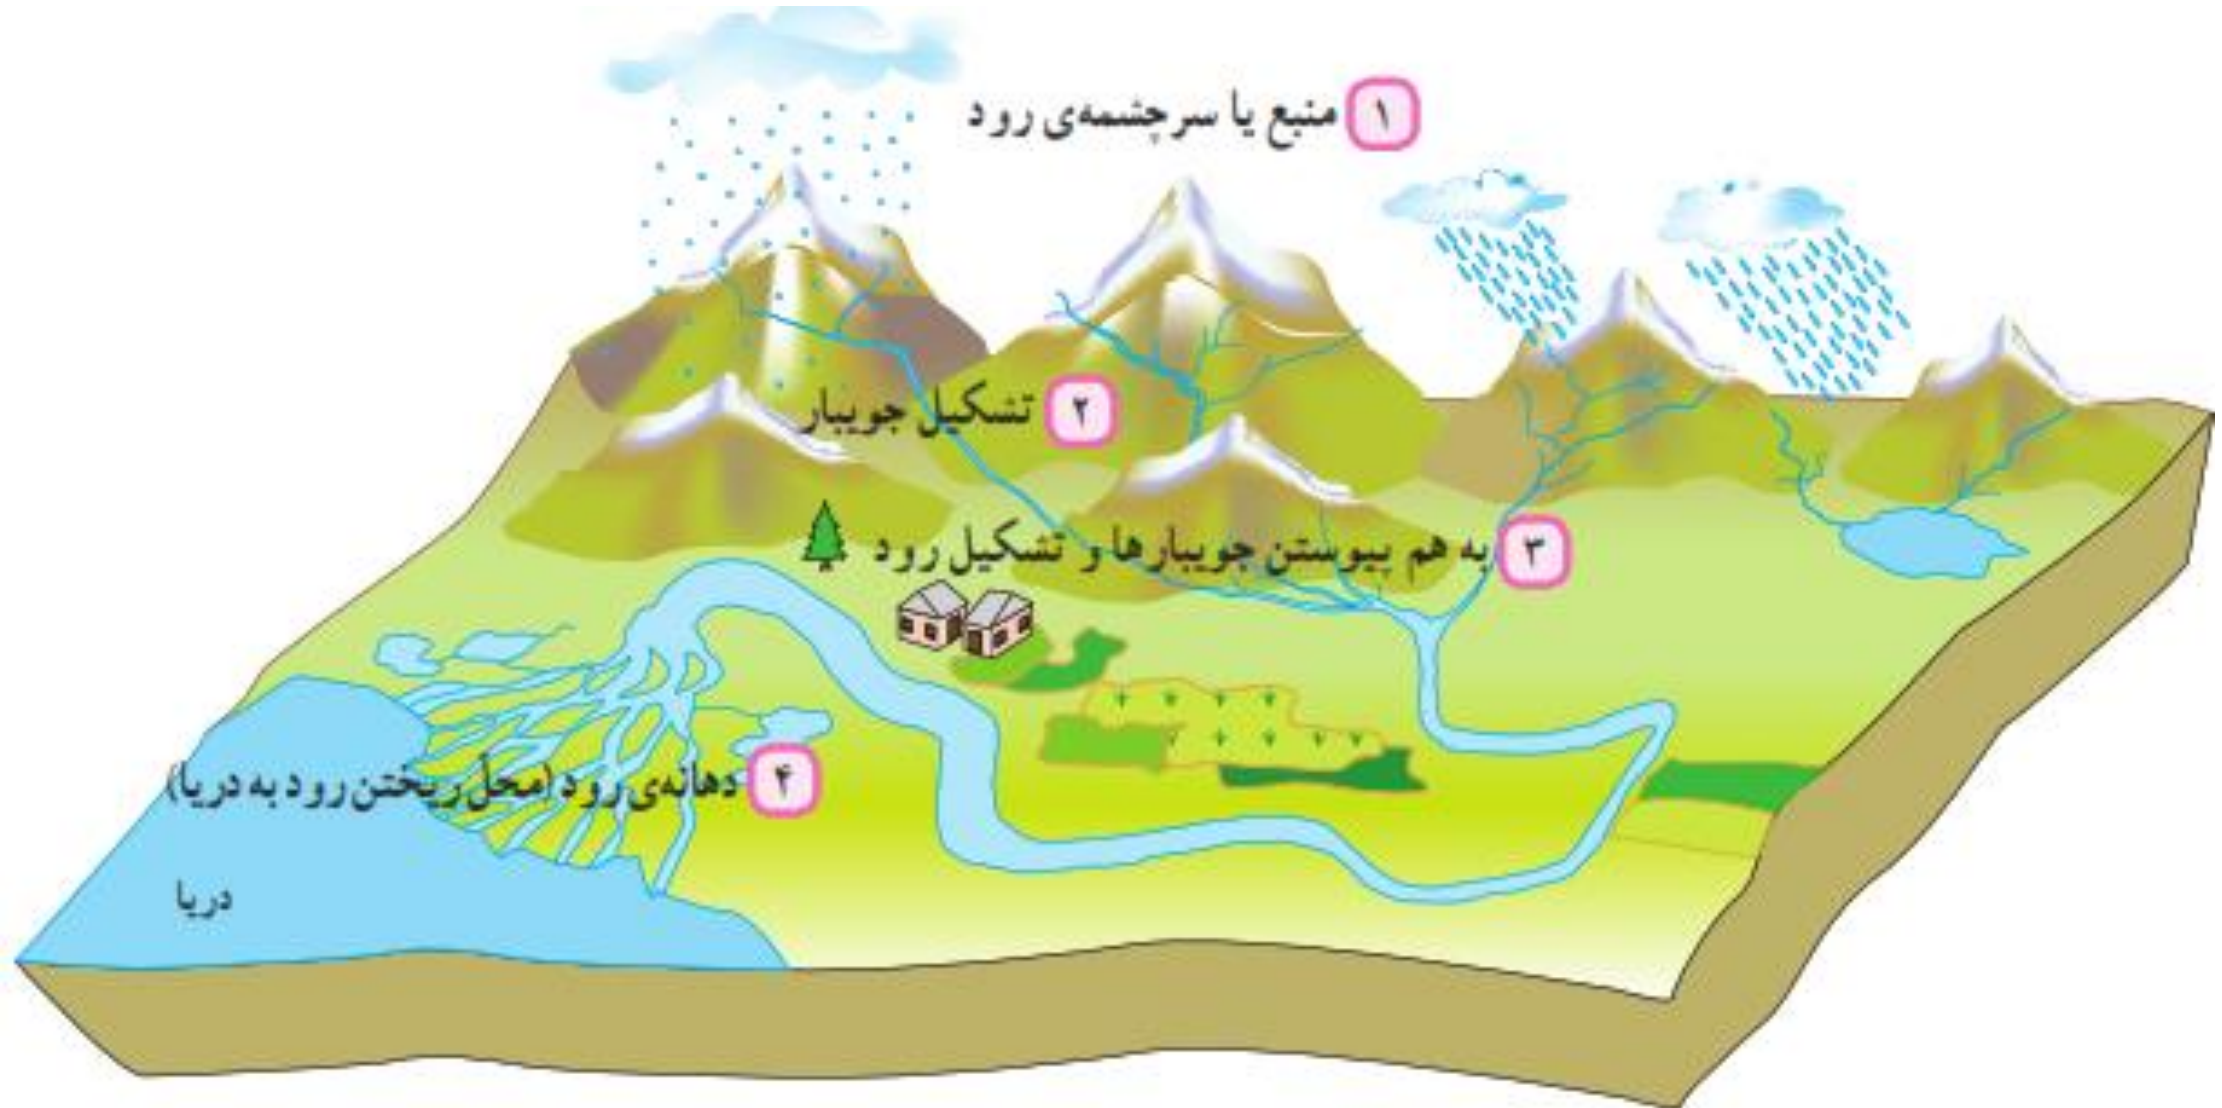 ۱ منبع یا سرچشمه‌ی رود
۲ تشکیل جویبار
۳ به هم پیوستن جویبارها و تشکیل رود
۴ دهانه‌ی رود (محل ریختن رود به دریا)
دریا